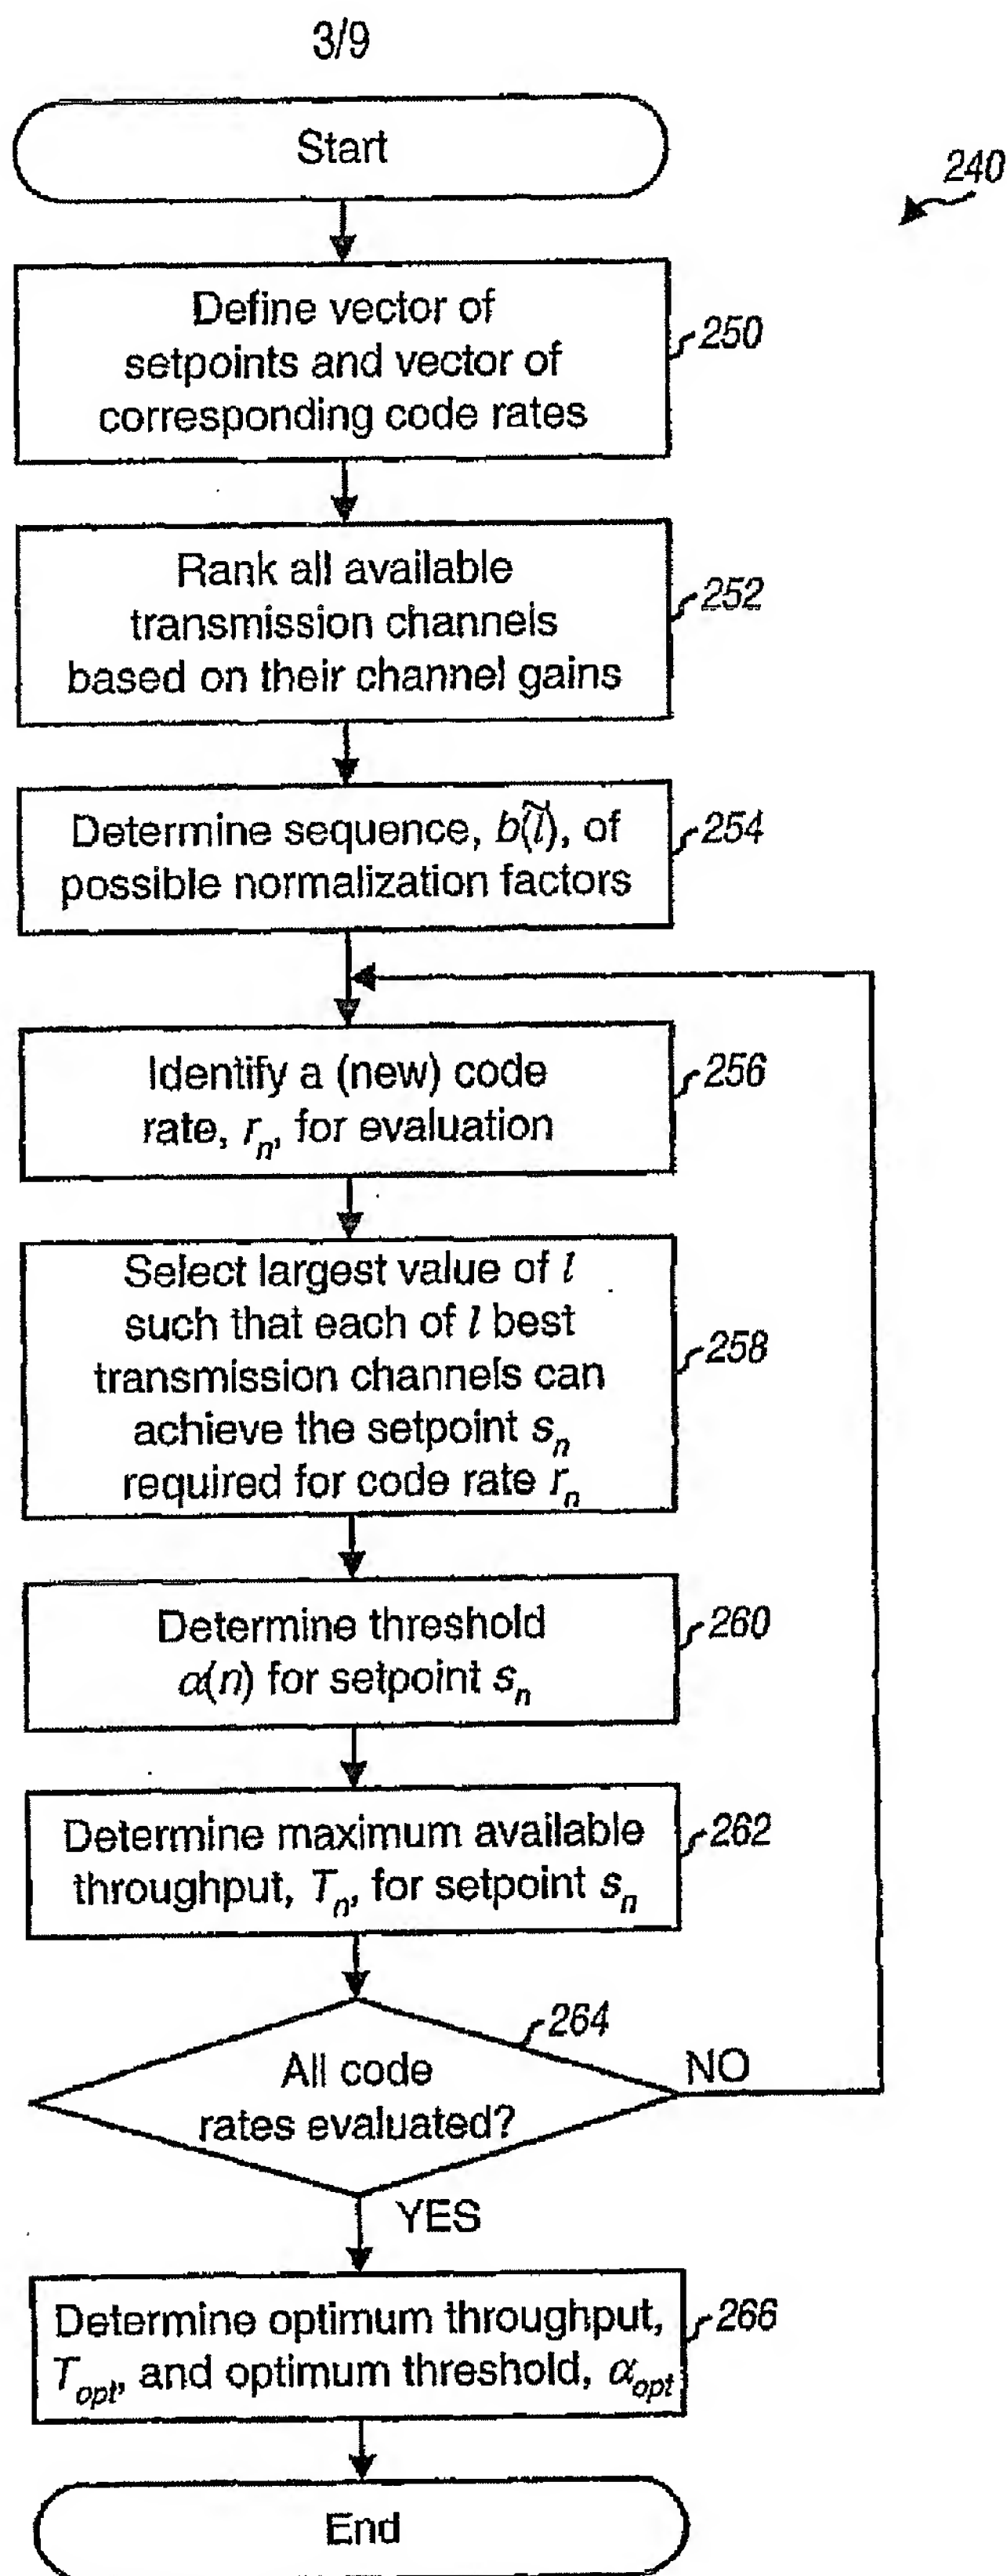 3/9
Start
240
Define vector of
setpoints and vector of
corresponding code rates
250
Rank all available
transmission channels
based on their channel gains
252
Determine sequence, b(l̃), of
possible normalization factors
254
Identify a (new) code
rate, rₙ, for evaluation
256
Select largest value of l
such that each of l best
transmission channels can
achieve the setpoint sₙ
required for code rate rₙ
258
Determine threshold
α(n) for setpoint sₙ
260
Determine maximum available
throughput, Tₙ, for setpoint sₙ
262
264
All code
rates evaluated?
NO
YES
Determine optimum throughput,
T_opt, and optimum threshold, α_opt
266
End